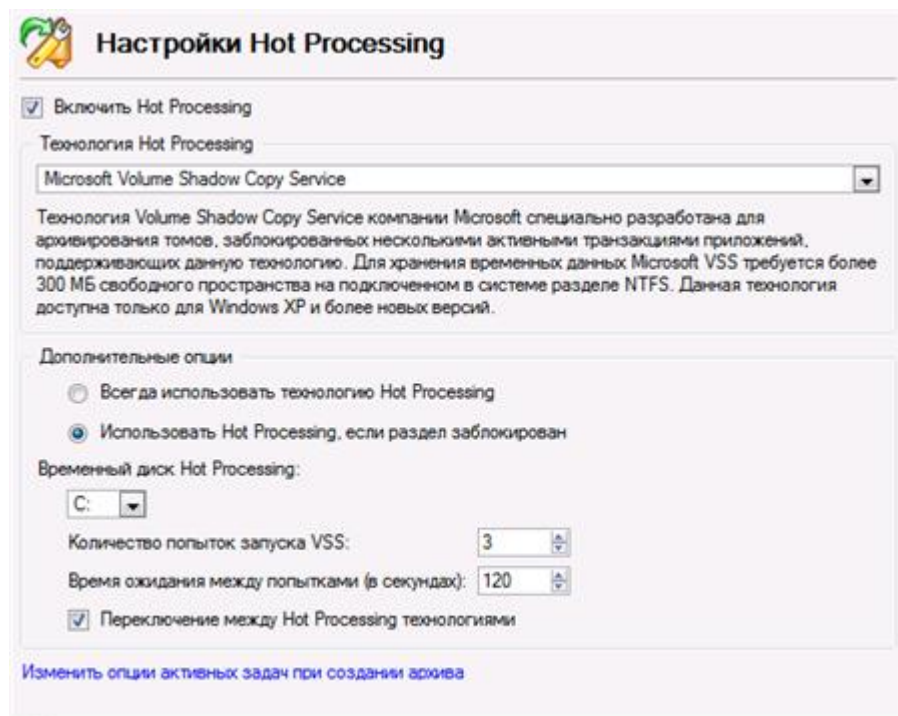 Настройки Hot Processing
Включить Hot Processing
Технология Hot Processing
Microsoft Volume Shadow Copy Service
Технология Volume Shadow Copy Service компании Microsoft специально разработана для
архивирования томов, заблокированных несколькими активными транзакциями приложений,
поддерживающих данную технологию. Для хранения временных данных Microsoft VSS требуется более
300 МБ свободного пространства на подключенном в системе разделе NTFS. Данная технология
доступна только для Windows XP и более новых версий.
Дополнительные опции
Всегда использовать технологию Hot Processing
Использовать Hot Processing, если раздел заблокирован
Временный диск Hot Processing:
C:
Количество попыток запуска VSS: 3
Время ожидания между попытками (в секундах): 120
Переключение между Hot Processing технологиями
Изменить опции активных задач при создании архива